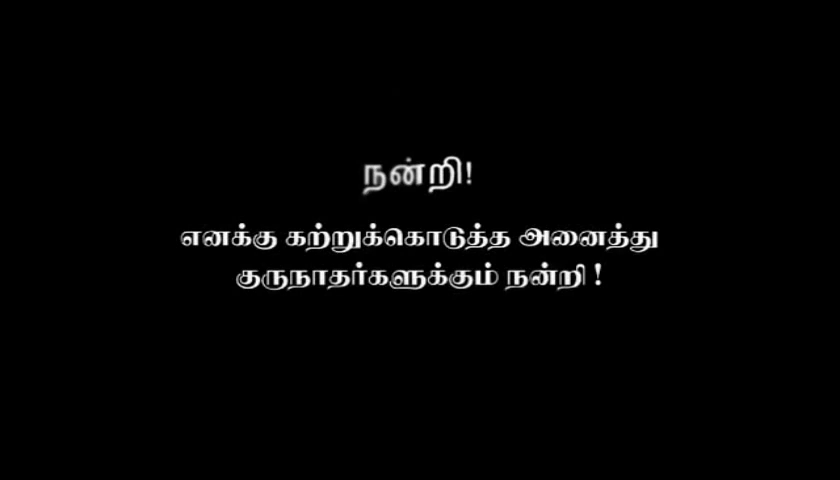 நன்றி!
எனக்கு கற்றுக்கொடுத்த அனைத்து
குருநாதர்களுக்கும் நன்றி !